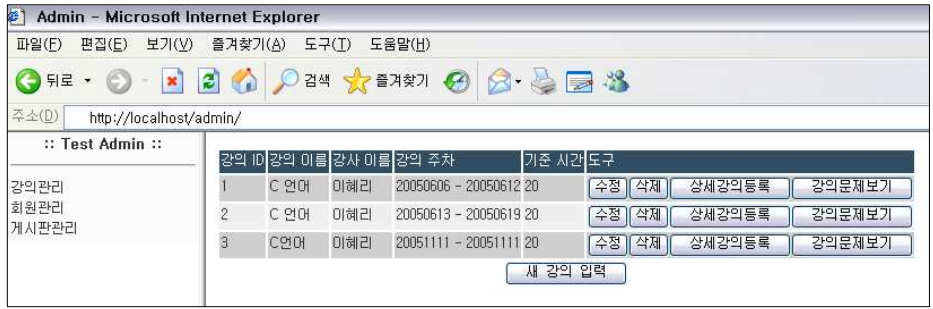 Admin - Microsoft Internet Explorer
파일(F) 편집(E) 보기(V) 즐겨찾기(A) 도구(T) 도움말(H)
뒤로 검색 즐겨찾기
주소(D) http://localhost/admin/
:: Test Admin ::
강의관리
회원관리
게시판관리
강의 ID 강의 이름 강사 이름 강의 주차 기준 시간 도구
1 C 언어 이혜리 20050606 - 20050612 20 수정 삭제 상세강의등록 강의문제보기
2 C 언어 이혜리 20050613 - 20050619 20 수정 삭제 상세강의등록 강의문제보기
3 C언어 이혜리 20051111 - 20051111 20 수정 삭제 상세강의등록 강의문제보기
새 강의 입력